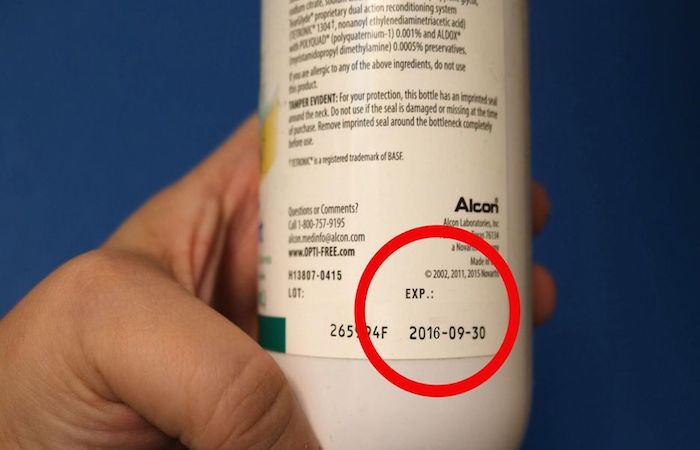 sodium citrate, sodium
TearGlyde® proprietary dual action reconditioning system
(TETRONIC® 1304†, nonanoyl ethylenediaminetriacetic acid)
with POLYQUAD® (polyquaternium-1) 0.001% and ALDOX®
(myristamidopropyl dimethylamine) 0.0005% preservatives.
If you are allergic to any of the above ingredients, do not use
this product.
TAMPER EVIDENT: For your protection, this bottle has an imprinted seal
around the neck. Do not use if the seal is damaged or missing at the time
of purchase. Remove imprinted seal around the bottleneck completely
before use.
†TETRONIC® is a registered trademark of BASF.
Questions or Comments?
Call 1-800-757-9195
alcon.medinfo@alcon.com
www.OPTI-FREE.com
H13807-0415
LOT:
Alcon®
Alcon Laboratories, Inc
76134
a Novartis
Made in
© 2002, 2011, 2015 Novartis
EXP.:
2016-09-30